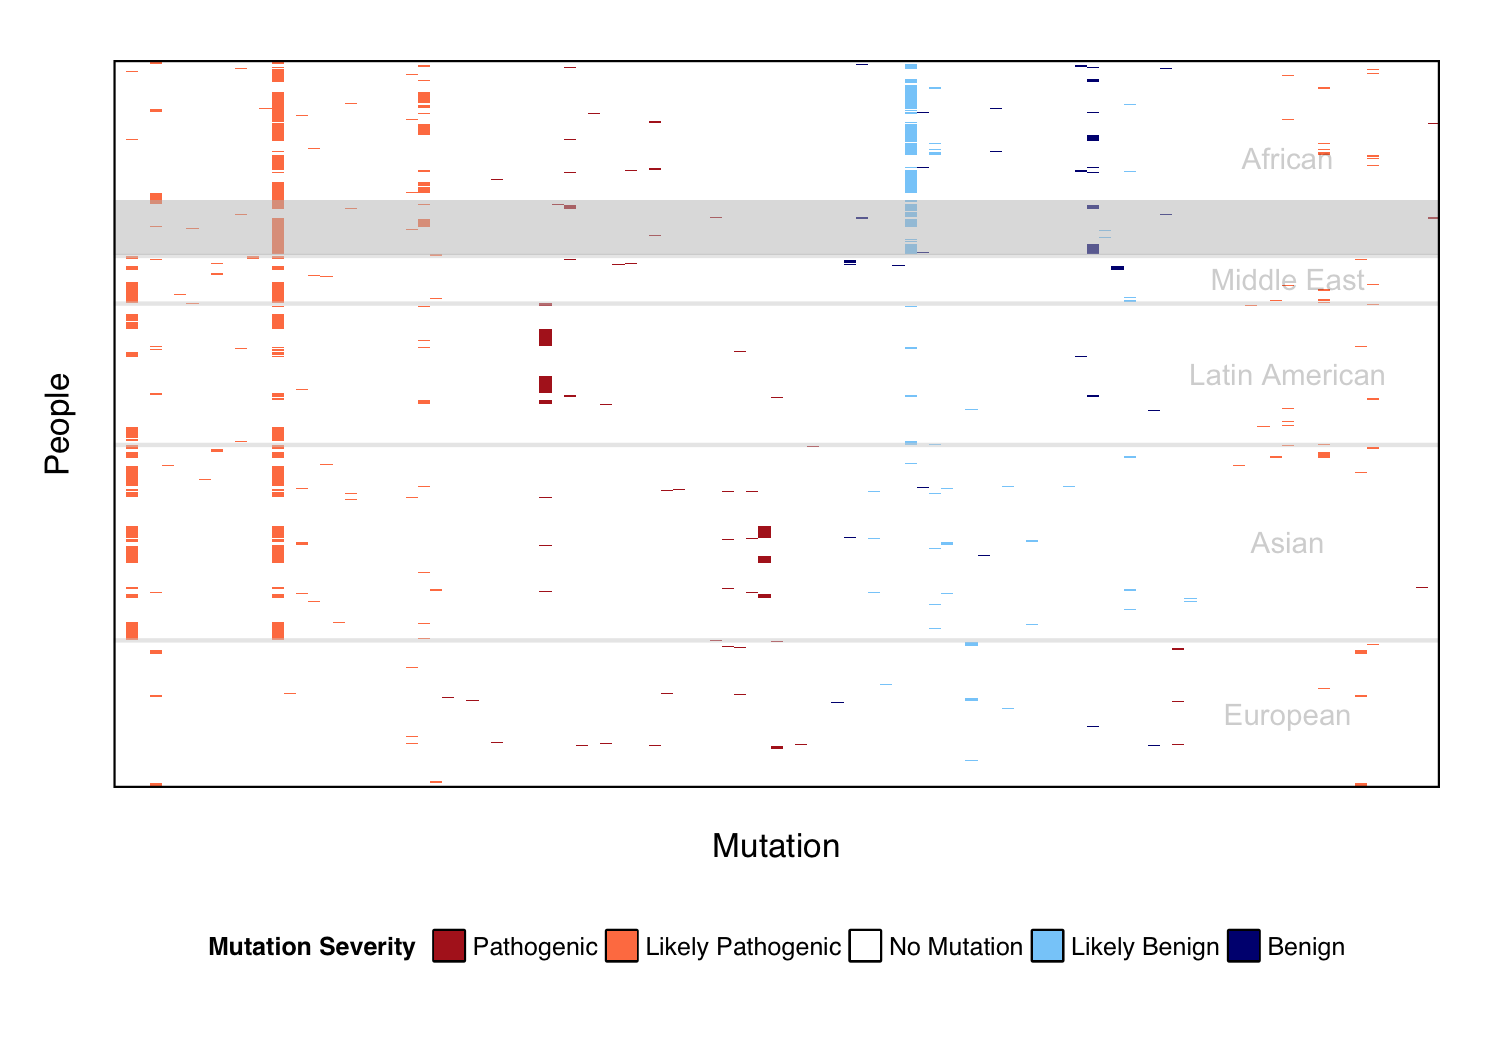 African
Middle East
Latin American
Asian
European
People
Mutation
Mutation Severity Pathogenic Likely Pathogenic No Mutation Likely Benign Benign